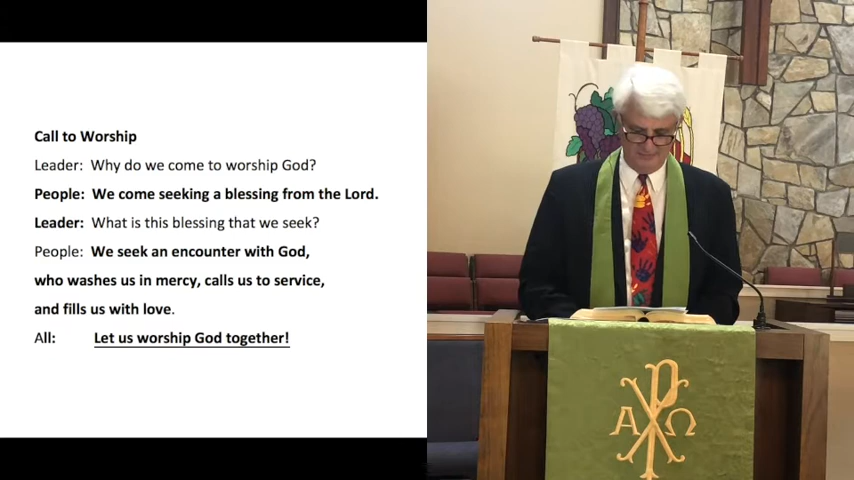 Call to Worship
Leader: Why do we come to worship God?
People: We come seeking a blessing from the Lord.
Leader: What is this blessing that we seek?
People: We seek an encounter with God,
who washes us in mercy, calls us to service,
and fills us with love.
All: Let us worship God together!
Α Ω